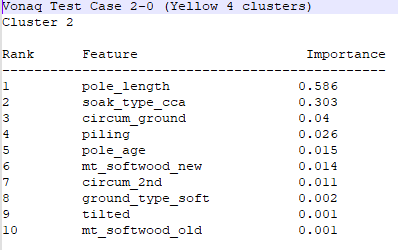 Vonaq Test Case 2-0 (Yellow 4 clusters)
Cluster 2
Rank Feature Importance
------------------------------------------------
1 pole_length 0.586
2 soak_type_cca 0.303
3 circum_ground 0.04
4 piling 0.026
5 pole_age 0.015
6 mt_softwood_new 0.014
7 circum_2nd 0.011
8 ground_type_soft 0.002
9 tilted 0.001
10 mt_softwood_old 0.001